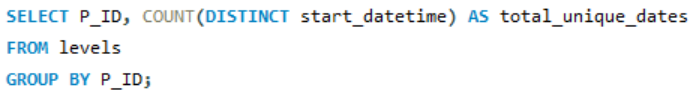 SELECT P_ID, COUNT(DISTINCT start_datetime) AS total_unique_dates
FROM levels
GROUP BY P_ID;